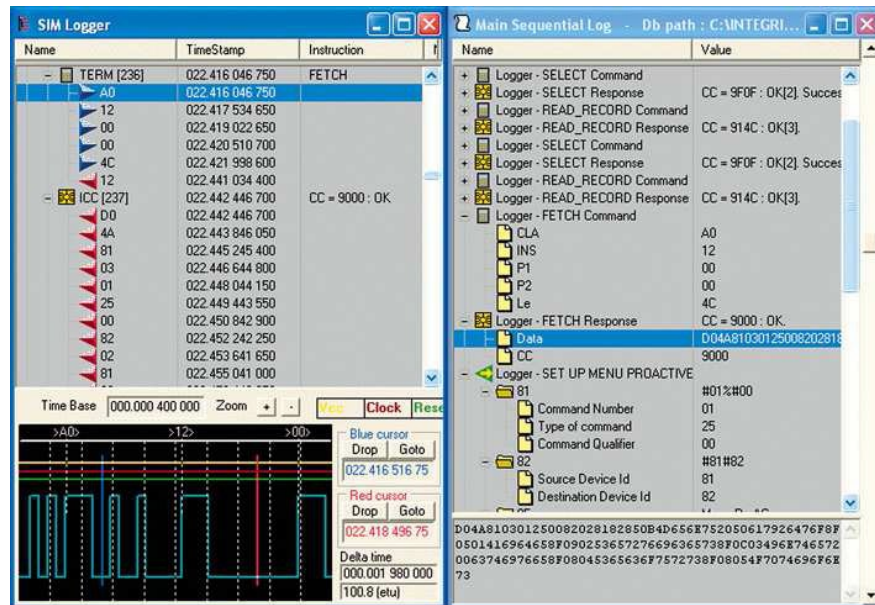 SIM Logger
Name TimeStamp Instruction
TERM [236] 022.416 046 750 FETCH
A0 022.416 046 750
12 022.417 534 650
00 022.419 022 650
00 022.420 510 700
4C 022.421 998 600
12 022.441 034 400
ICC [237] 022.442 446 700 CC = 9000 : OK
D0 022.442 446 700
4A 022.443 846 050
81 022.445 245 400
03 022.446 644 800
01 022.448 044 150
25 022.449 443 550
00 022.450 842 900
82 022.452 242 250
02 022.453 641 650
81 022.455 041 000
Time Base 000.000 400 000 Zoom + - Vcc Clock Rese
>A0> >12> >00>
Blue cursor
Drop Goto
022.416 516 75
Red cursor
Drop Goto
022.418 496 75
Delta time
000.001 980 000
100.8 (etu)
Main Sequential Log - Db path : C:\INTEGRI...
Name Value
Logger - SELECT Command
Logger - SELECT Response CC = 9F0F : OK[2]. Succes
Logger - READ_RECORD Command
Logger - READ_RECORD Response CC = 914C : OK[3].
Logger - SELECT Command
Logger - SELECT Response CC = 9F0F : OK[2]. Succes
Logger - READ_RECORD Command
Logger - READ_RECORD Response CC = 914C : OK[3].
Logger - FETCH Command
CLA A0
INS 12
P1 00
P2 00
Le 4C
Logger - FETCH Response CC = 9000 : OK.
Data D04A81030125008202818
CC 9000
Logger - SET UP MENU PROACTIVE
81 #01%#00
Command Number 01
Type of command 25
Command Qualifier 00
82 #81#82
Source Device Id 81
Destination Device Id 82
D04A810301250082028182850B4D656E752050617926476F8F
0501416964658F090253657276696365738F0C03496E746572
0063746976658F08045365636F7572738F08054F7074696F6E
73